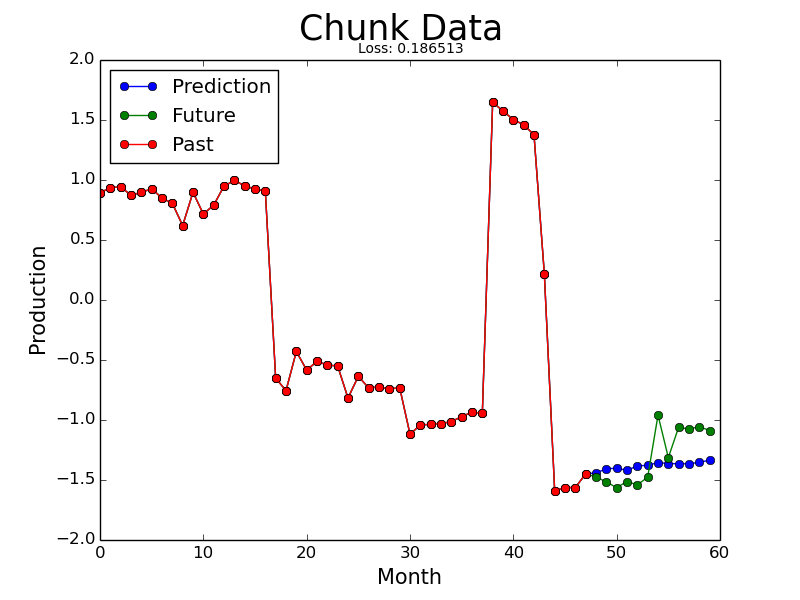 Chunk Data
Loss: 0.186513
Prediction
Future
Past
Production
2.0
1.5
1.0
0.5
0.0
−0.5
−1.0
−1.5
−2.0
0 10 20 30 40 50 60
Month